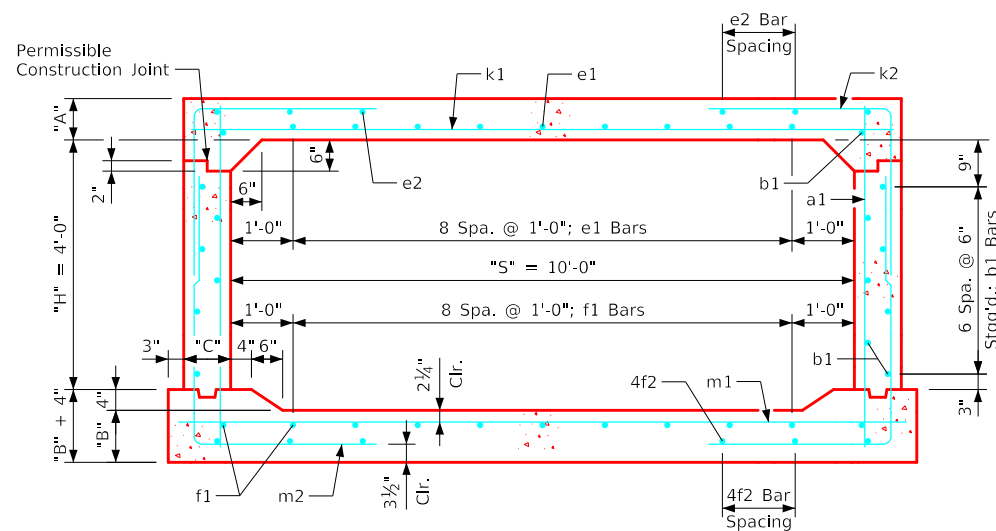 e2 Bar
Spacing
Permissible
Construction Joint
k1
e1
k2
"A"
2"
6"
e2
b1
9"
a1
6"
1'-0"
8 Spa. @ 1'-0"; e1 Bars
1'-0"
"H" = 4'-0"
"S" = 10'-0"
6 Spa. @ 6"
Stgg'd.; b1 Bars
1'-0"
8 Spa. @ 1'-0"; f1 Bars
1'-0"
3"
"C"
4"
6"
2¼"
Clr.
b1
4f2
m1
3"
"B" + 4"
4"
"B"
f1
m2
3½"
Clr.
4f2 Bar
Spacing